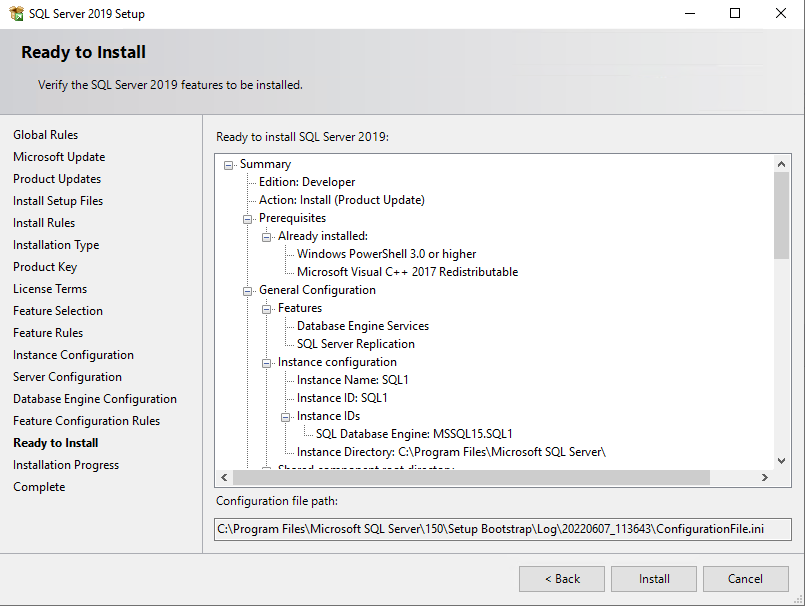 SQL Server 2019 Setup
Ready to Install
Verify the SQL Server 2019 features to be installed.
Global Rules
Microsoft Update
Product Updates
Install Setup Files
Install Rules
Installation Type
Product Key
License Terms
Feature Selection
Feature Rules
Instance Configuration
Server Configuration
Database Engine Configuration
Feature Configuration Rules
Ready to Install
Installation Progress
Complete
Ready to install SQL Server 2019:
Summary
Edition: Developer
Action: Install (Product Update)
Prerequisites
Already installed:
Windows PowerShell 3.0 or higher
Microsoft Visual C++ 2017 Redistributable
General Configuration
Features
Database Engine Services
SQL Server Replication
Instance configuration
Instance Name: SQL1
Instance ID: SQL1
Instance IDs
SQL Database Engine: MSSQL15.SQL1
Instance Directory: C:\Program Files\Microsoft SQL Server\
Shared component root directory
Configuration file path:
C:\Program Files\Microsoft SQL Server\150\Setup Bootstrap\Log\20220607_113643\ConfigurationFile.ini
< Back
Install
Cancel